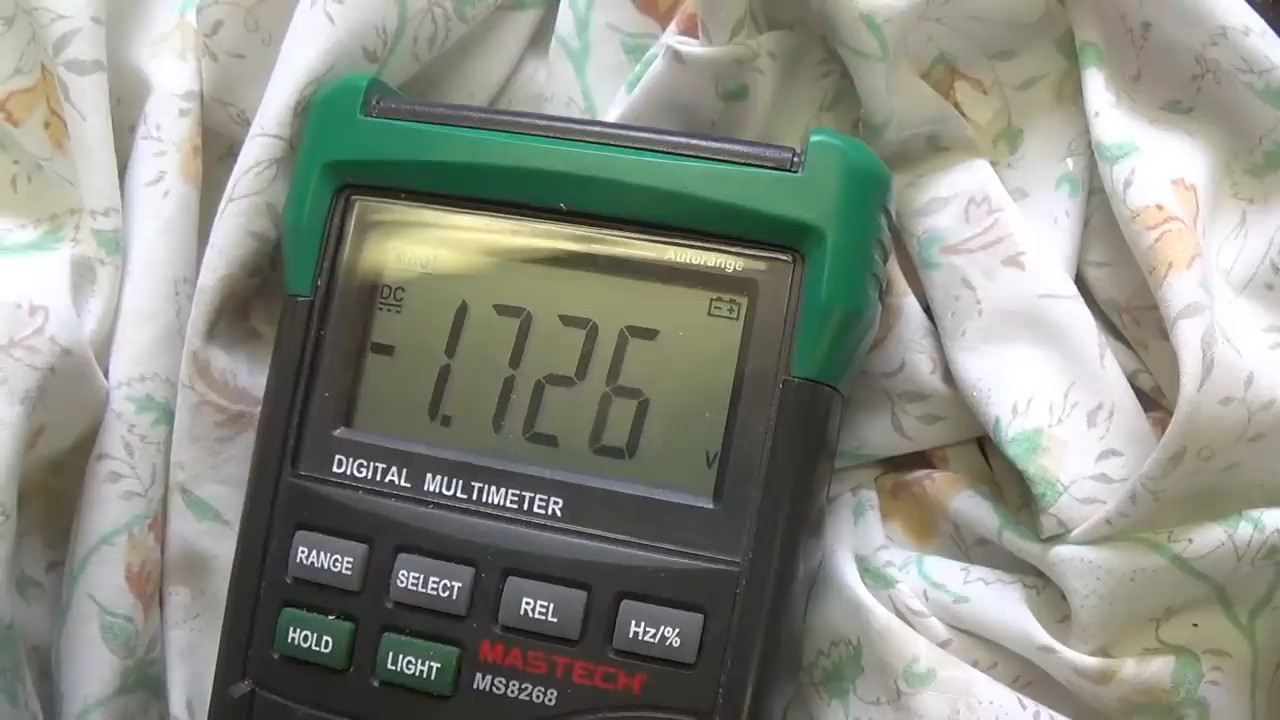 Autorange
DC
-1.726
V
DIGITAL MULTIMETER
RANGE
SELECT
REL
Hz/%
HOLD
LIGHT
MASTECH
MS8268